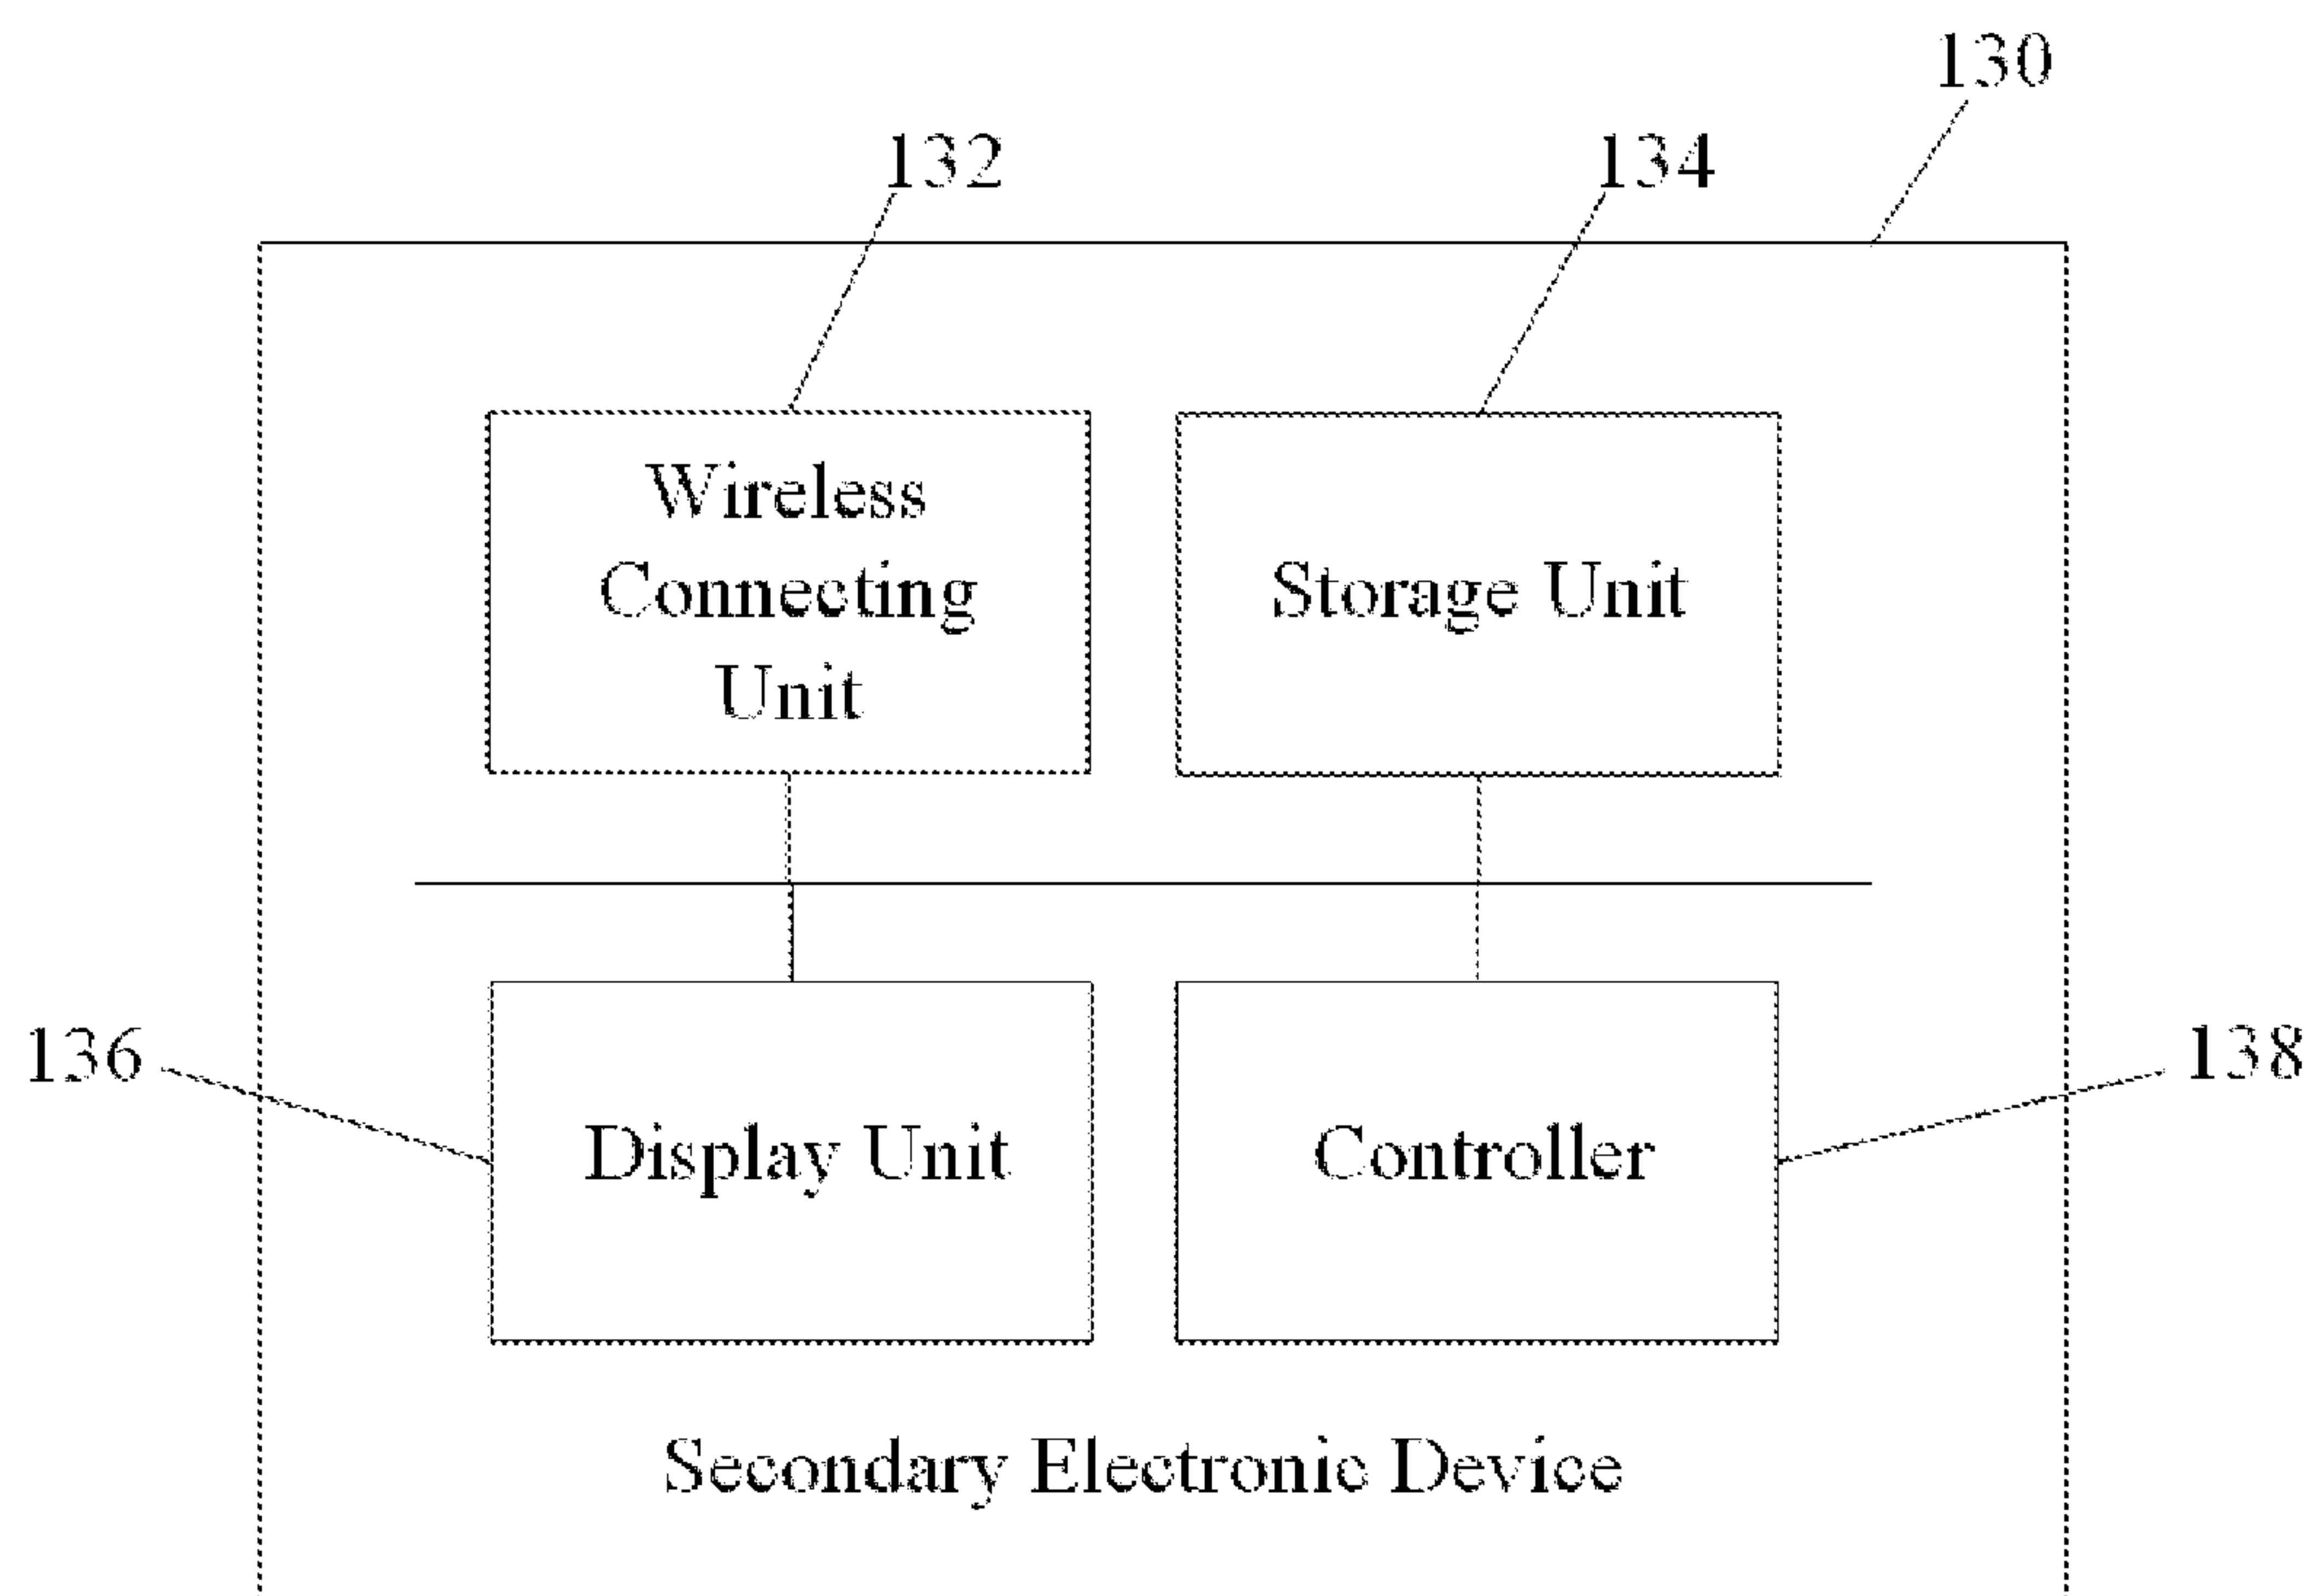 130
132
134
Wireless
Connecting
Unit
Storage Unit
136
138
Display Unit
Controller
Secondary Electronic Device